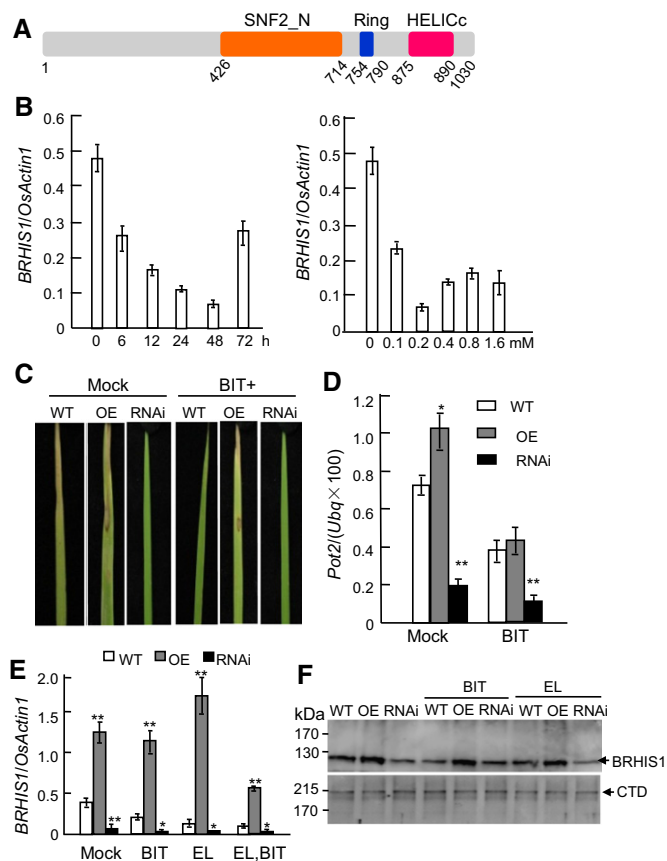 A
SNF2_N Ring HELICc
1 426 714 754 790 875 890 1030
B
BRHIS1/OsActin1
0.6
0.5
0.4
0.3
0.2
0.1
0
0 6 12 24 48 72 h
BRHIS1/OsActin1
0.6
0.5
0.4
0.3
0.2
0.1
0
0 0.1 0.2 0.4 0.8 1.6 mM
C
Mock BIT+
WT OE RNAi WT OE RNAi
D
Pot2/(Ubq×100)
1.2
1.0
0.8
0.6
0.4
0.2
0
* ** **
WT
OE
RNAi
Mock BIT
E
WT OE RNAi
BRHIS1/OsActin1
2.0
1.5
1.0
0.5
0
** ** ** ** * ** * *
Mock BIT EL EL,BIT
F
BIT EL
WT OE RNAi WT OE RNAi WT OE RNAi
kDa
170
130
BRHIS1
215
CTD
170